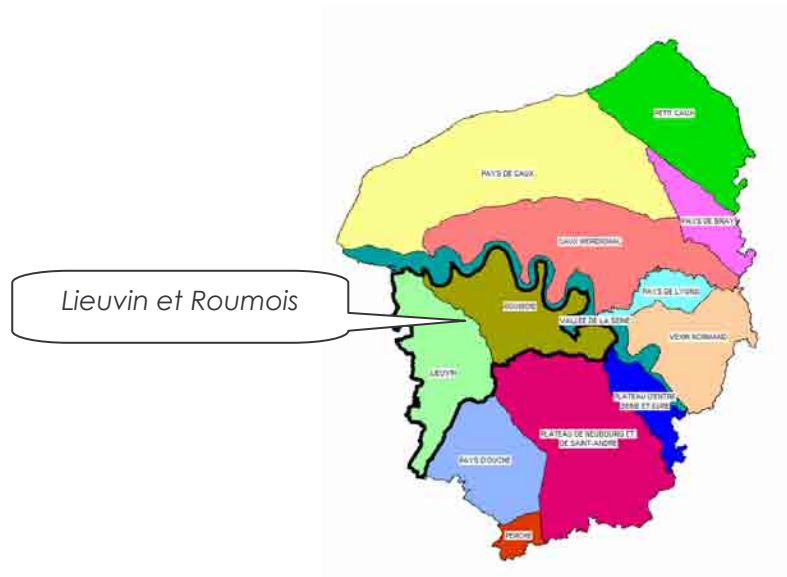 PETIT CAUX
PAYS DE CAUX
PAYS DE BRAY
CAUX MERIDIONAL
Lieuvin et Roumois
PAYS DE LYONS
ROUMOIS
VALLEE DE LA SEINE
VEXIN NORMAND
LIEUVIN
PLATEAU D'ENTRE
SEINE ET EURE
PLATEAU DE NEUBOURG ET
DE SAINT-ANDRE
PAYS D'OUCHE
PERCHE